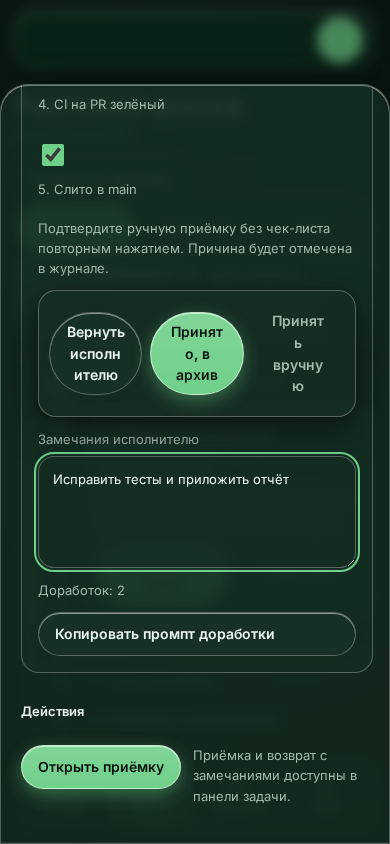 4. CI на PR зелёный
5. Слито в main
Подтвердите ручную приёмку без чек-листа
повторным нажатием. Причина будет отмечена
в журнале.
Вернуть
исполн
ителю
Принят
о, в
архив
Принят
ь
вручну
ю
Замечания исполнителю
Исправить тесты и приложить отчёт
Доработок: 2
Копировать промпт доработки
Действия
Открыть приёмку
Приёмка и возврат с
замечаниями доступны в
панели задачи.